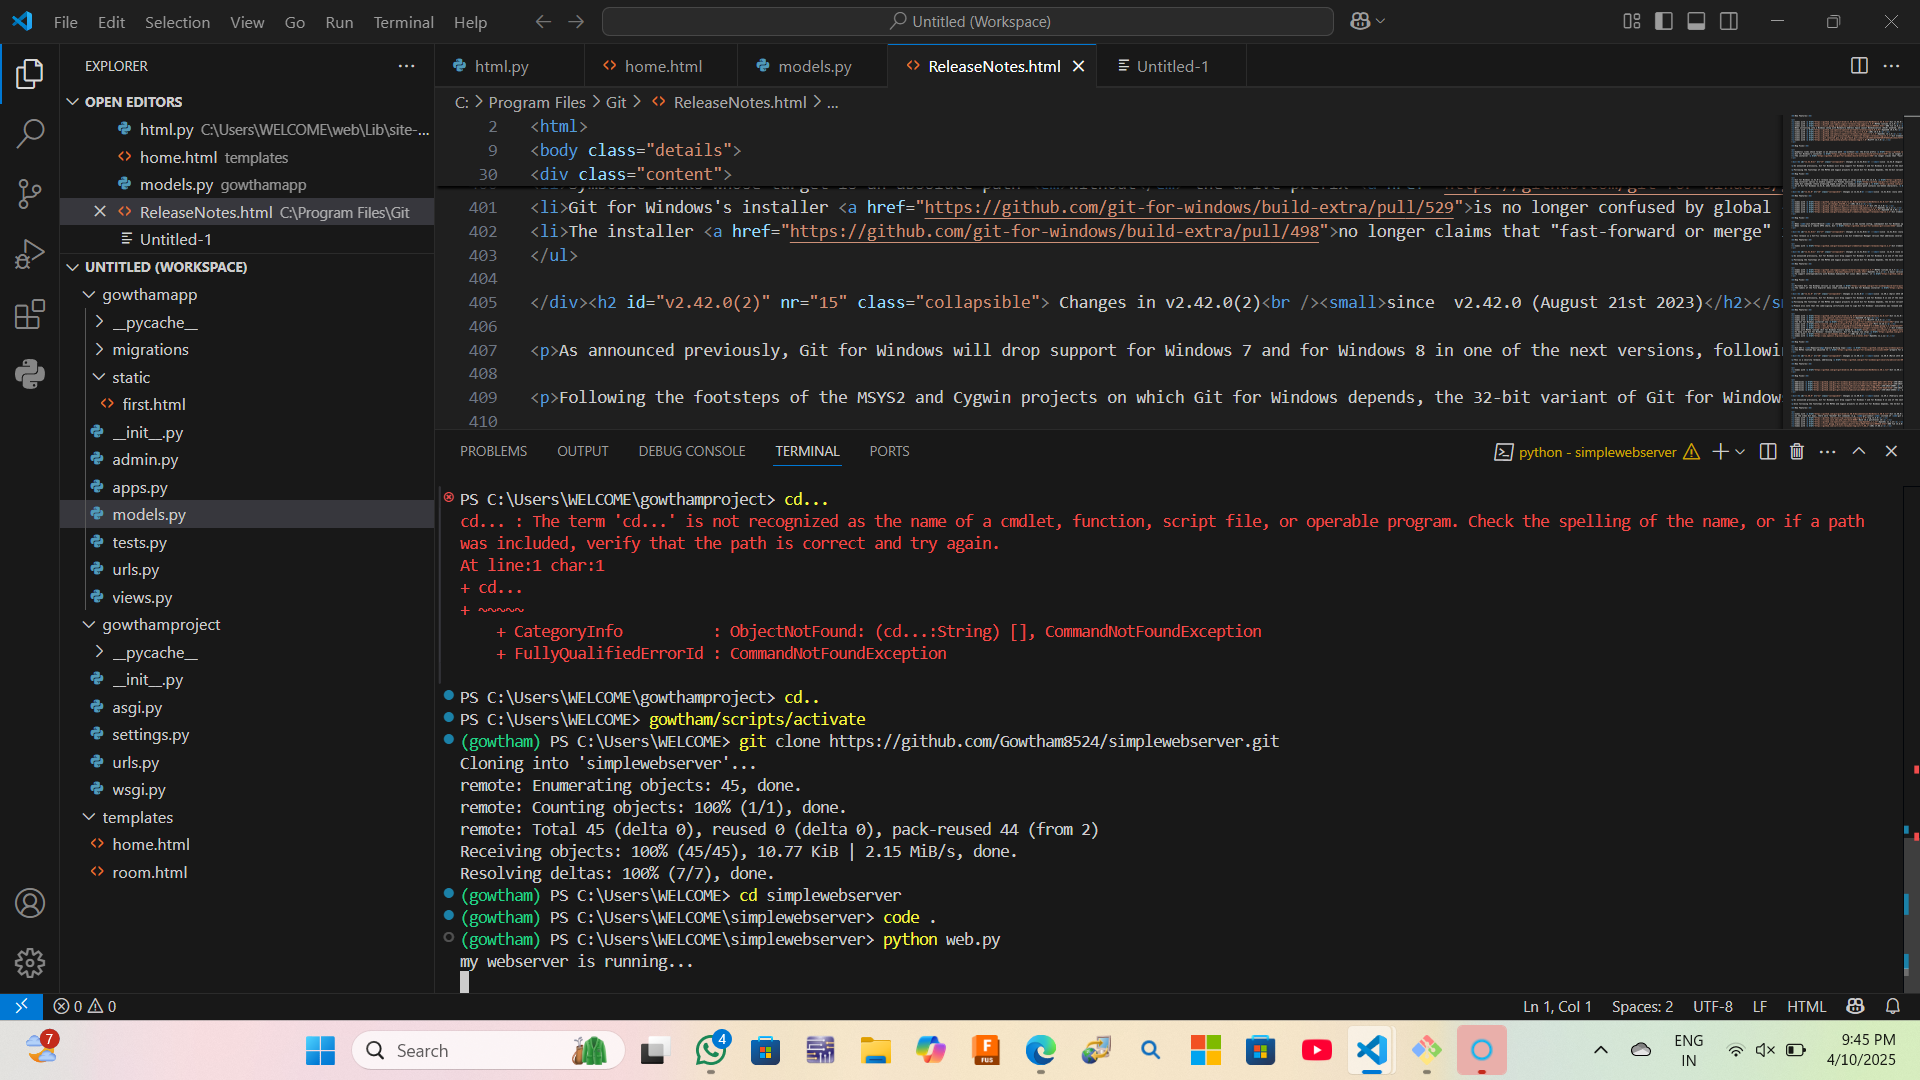 File Edit Selection View Go Run Terminal Help
Untitled (Workspace)
EXPLORER
OPEN EDITORS
html.py C:\Users\WELCOME\web\Lib\site-...
home.html templates
models.py gowthamapp
ReleaseNotes.html C:\Program Files\Git
Untitled-1
UNTITLED (WORKSPACE)
gowthamapp
__pycache__
migrations
static
first.html
__init__.py
admin.py
apps.py
models.py
tests.py
urls.py
views.py
gowthamproject
__pycache__
__init__.py
asgi.py
settings.py
urls.py
wsgi.py
templates
home.html
room.html
html.py home.html models.py ReleaseNotes.html Untitled-1
C: > Program Files > Git > ReleaseNotes.html > ...
2 <html>
9 <body class="details">
30 <div class="content">
401 <li>Git for Windows's installer <a href="https://github.com/git-for-windows/build-extra/pull/529">is no longer confused by global
402 <li>The installer <a href="https://github.com/git-for-windows/build-extra/pull/498">no longer claims that "fast-forward or merge"
403 </ul>
404
405 </div><h2 id="v2.42.0(2)" nr="15" class="collapsible"> Changes in v2.42.0(2)<br /><small>since  v2.42.0 (August 21st 2023)</h2></sm
406
407 <p>As announced previously, Git for Windows will drop support for Windows 7 and for Windows 8 in one of the next versions, followin
408
409 <p>Following the footsteps of the MSYS2 and Cygwin projects on which Git for Windows depends, the 32-bit variant of Git for Windows
410
PROBLEMS OUTPUT DEBUG CONSOLE TERMINAL PORTS
python - simplewebserver
PS C:\Users\WELCOME\gowthamproject> cd...
cd... : The term 'cd...' is not recognized as the name of a cmdlet, function, script file, or operable program. Check the spelling of the name, or if a path
was included, verify that the path is correct and try again.
At line:1 char:1
+ cd...
+ ~~~~~
+ CategoryInfo          : ObjectNotFound: (cd...:String) [], CommandNotFoundException
+ FullyQualifiedErrorId : CommandNotFoundException
PS C:\Users\WELCOME\gowthamproject> cd..
PS C:\Users\WELCOME> gowtham/scripts/activate
(gowtham) PS C:\Users\WELCOME> git clone https://github.com/Gowtham8524/simplewebserver.git
Cloning into 'simplewebserver'...
remote: Enumerating objects: 45, done.
remote: Counting objects: 100% (1/1), done.
remote: Total 45 (delta 0), reused 0 (delta 0), pack-reused 44 (from 2)
Receiving objects: 100% (45/45), 10.77 KiB | 2.15 MiB/s, done.
Resolving deltas: 100% (7/7), done.
(gowtham) PS C:\Users\WELCOME> cd simplewebserver
(gowtham) PS C:\Users\WELCOME\simplewebserver> code .
(gowtham) PS C:\Users\WELCOME\simplewebserver> python web.py
my webserver is running...
0 0
Ln 1, Col 1 Spaces: 2 UTF-8 LF HTML
7
Search
4
F
FUS
ENG
IN
9:45 PM
4/10/2025